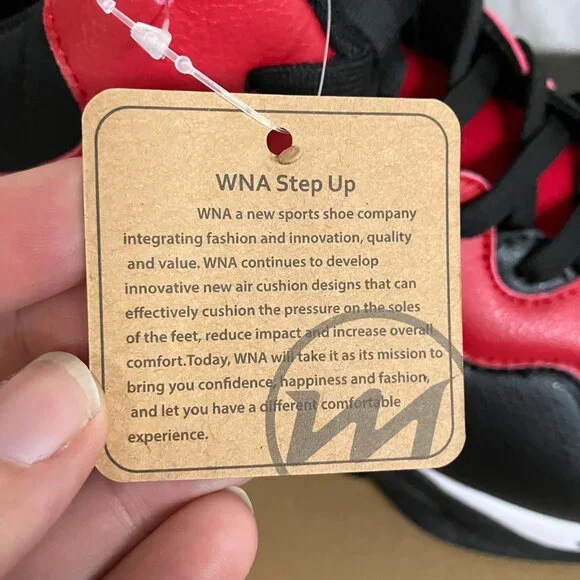 WNA Step Up
WNA a new sports shoe company
integrating fashion and innovation, quality
and value. WNA continues to develop
innovative new air cushion designs that can
effectively cushion the pressure on the soles
of the feet, reduce impact and increase overall
comfort.Today, WNA will take it as its mission to
bring you confidence, happiness and fashion,
and let you have a different comfortable
experience.